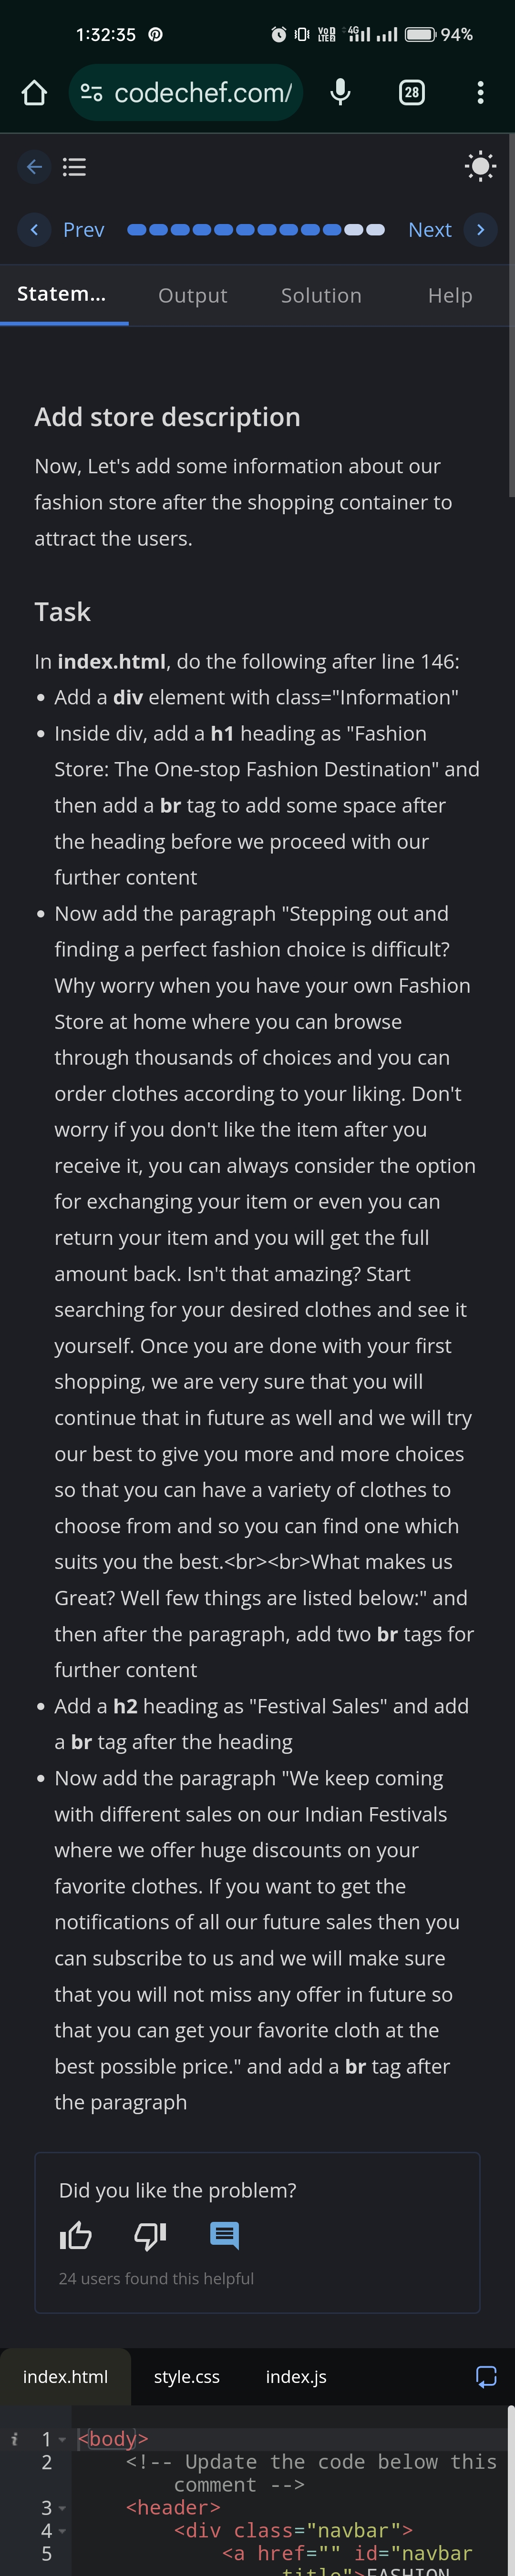 1:32:35
VoD LTE2 4G 94%
codechef.com/
28
Prev
Next
Statem...
Output
Solution
Help
Add store description
Now, Let's add some information about our
fashion store after the shopping container to
attract the users.
Task
In index.html, do the following after line 146:
Add a div element with class="Information"
Inside div, add a h1 heading as "Fashion
Store: The One-stop Fashion Destination" and
then add a br tag to add some space after
the heading before we proceed with our
further content
Now add the paragraph "Stepping out and
finding a perfect fashion choice is difficult?
Why worry when you have your own Fashion
Store at home where you can browse
through thousands of choices and you can
order clothes according to your liking. Don't
worry if you don't like the item after you
receive it, you can always consider the option
for exchanging your item or even you can
return your item and you will get the full
amount back. Isn't that amazing? Start
searching for your desired clothes and see it
yourself. Once you are done with your first
shopping, we are very sure that you will
continue that in future as well and we will try
our best to give you more and more choices
so that you can have a variety of clothes to
choose from and so you can find one which
suits you the best.<br><br>What makes us
Great? Well few things are listed below:" and
then after the paragraph, add two br tags for
further content
Add a h2 heading as "Festival Sales" and add
a br tag after the heading
Now add the paragraph "We keep coming
with different sales on our Indian Festivals
where we offer huge discounts on your
favorite clothes. If you want to get the
notifications of all our future sales then you
can subscribe to us and we will make sure
that you will not miss any offer in future so
that you can get your favorite cloth at the
best possible price." and add a br tag after
the paragraph
Did you like the problem?
24 users found this helpful
index.html
style.css
index.js
1 <body>
2 <!-- Update the code below this
comment -->
3 <header>
4 <div class="navbar">
5 <a href="" id="navbar
title">FASHION